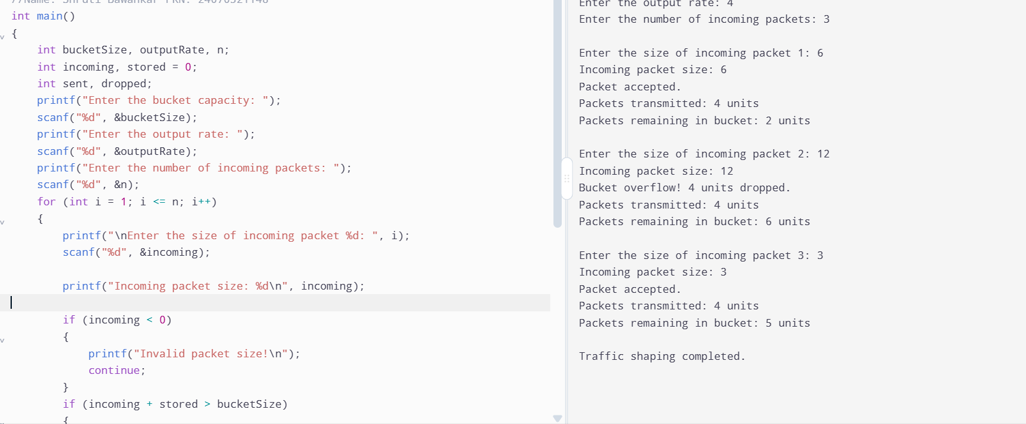 int main()
{
int bucketSize, outputRate, n;
int incoming, stored = 0;
int sent, dropped;
printf("Enter the bucket capacity: ");
scanf("%d", &bucketSize);
printf("Enter the output rate: ");
scanf("%d", &outputRate);
printf("Enter the number of incoming packets: ");
scanf("%d", &n);
for (int i = 1; i <= n; i++)
{
printf("\nEnter the size of incoming packet %d: ", i);
scanf("%d", &incoming);
printf("Incoming packet size: %d\n", incoming);
if (incoming < 0)
{
printf("Invalid packet size!\n");
continue;
}
if (incoming + stored > bucketSize)
{
Enter the output rate: 4
Enter the number of incoming packets: 3
Enter the size of incoming packet 1: 6
Incoming packet size: 6
Packet accepted.
Packets transmitted: 4 units
Packets remaining in bucket: 2 units
Enter the size of incoming packet 2: 12
Incoming packet size: 12
Bucket overflow! 4 units dropped.
Packets transmitted: 4 units
Packets remaining in bucket: 6 units
Enter the size of incoming packet 3: 3
Incoming packet size: 3
Packet accepted.
Packets transmitted: 4 units
Packets remaining in bucket: 5 units
Traffic shaping completed.